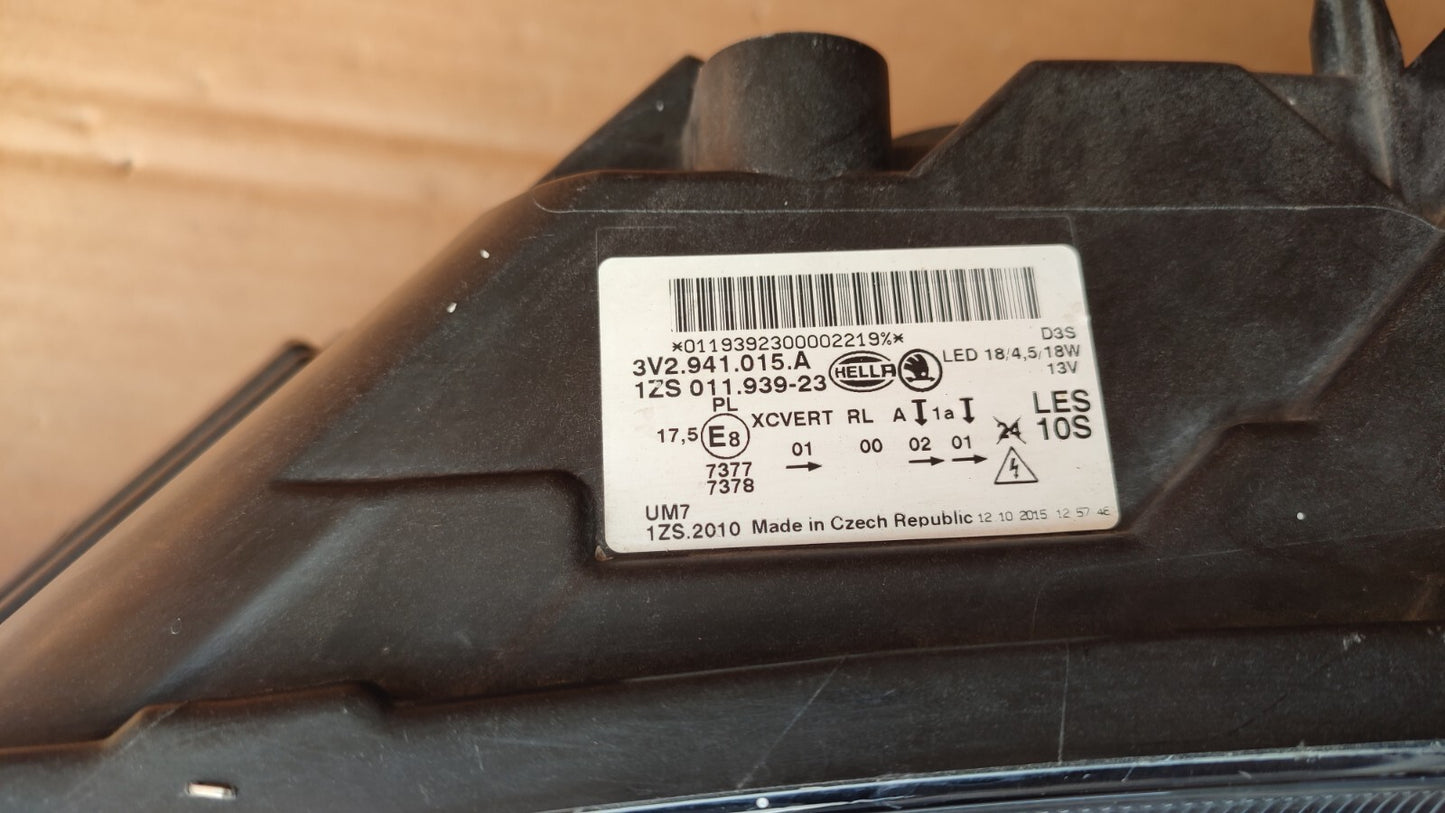 *01193923000002219%*
3V2.941.015.A
1ZS 011.939-23
HELLA
D3S
LED 18/4,5/18W
13V
PL
17,5 E8 XCVERT RL A 1a 24 LES
10S
01 00 02 01
7377
7378
UM7
1ZS.2010 Made in Czech Republic 12 10 2015 12 57 46